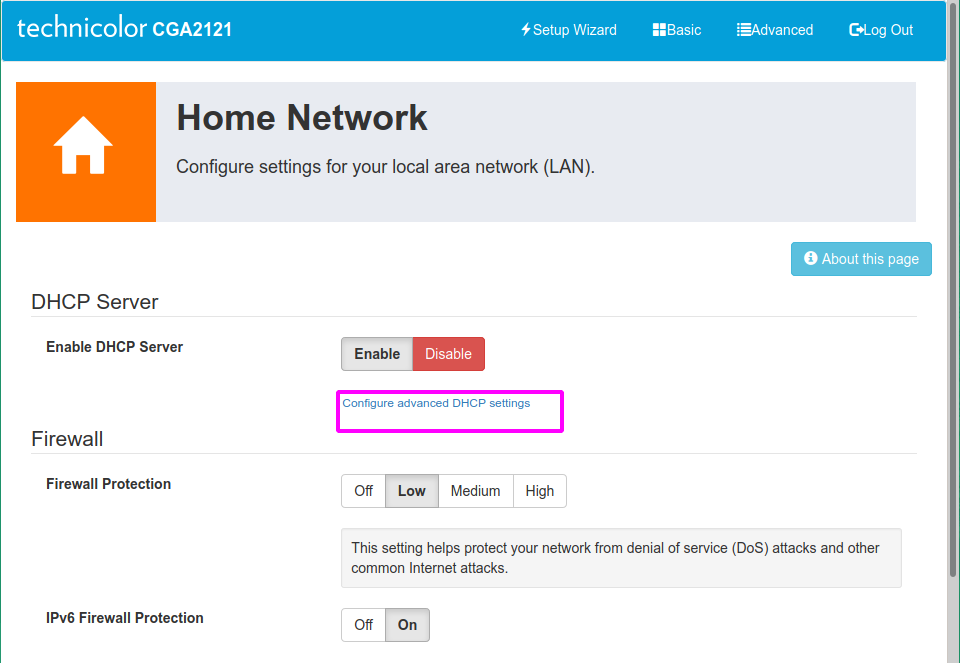 technicolor CGA2121
Setup Wizard Basic Advanced Log Out
Home Network
Configure settings for your local area network (LAN).
About this page
DHCP Server
Enable DHCP Server
Enable Disable
Configure advanced DHCP settings
Firewall
Firewall Protection
Off Low Medium High
This setting helps protect your network from denial of service (DoS) attacks and other
common Internet attacks.
IPv6 Firewall Protection
Off On